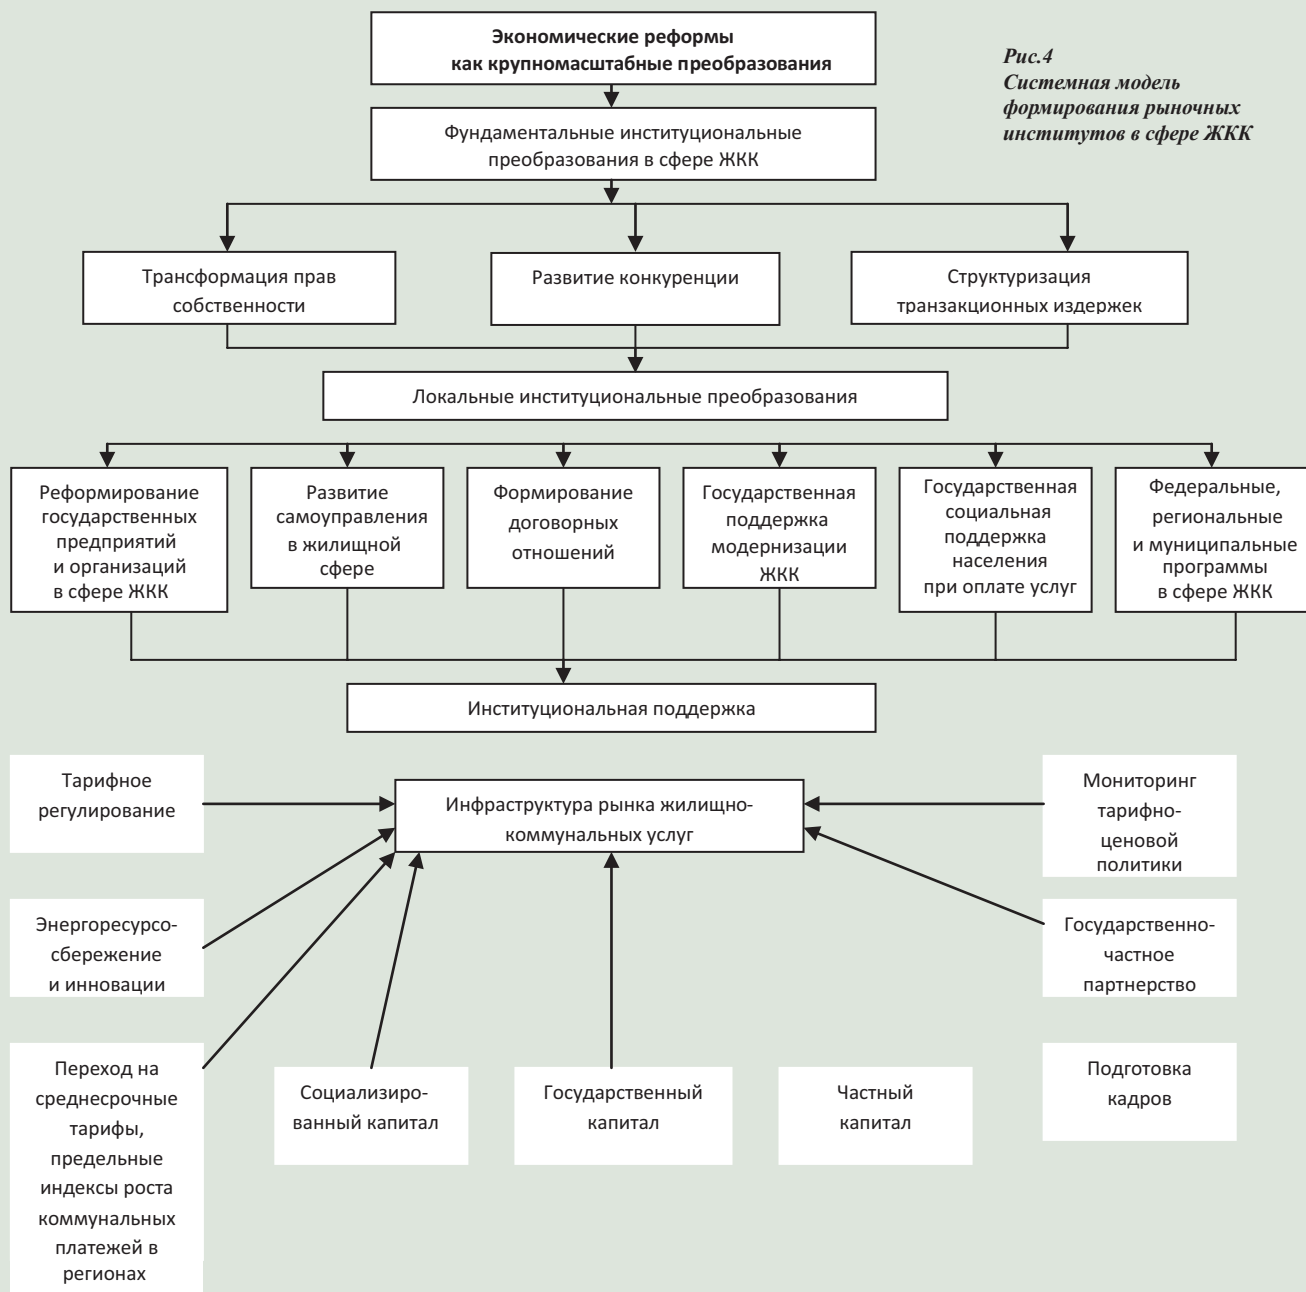 Экономические реформы
как крупномасштабные преобразования
Рис.4
Системная модель
формирования рыночных
институтов в сфере ЖКК
Фундаментальные институциональные
преобразования в сфере ЖКК
Трансформация прав
собственности
Развитие конкуренции
Структуризация
транзакционных издержек
Локальные институциональные преобразования
Реформирование
государственных
предприятий
и организаций
в сфере ЖКК
Развитие
самоуправления
в жилищной
сфере
Формирование
договорных
отношений
Государственная
поддержка
модернизации
ЖКК
Государственная
социальная
поддержка
населения
при оплате услуг
Федеральные,
региональные
и муниципальные
программы
в сфере ЖКК
Институциональная поддержка
Тарифное
регулирование
Инфраструктура рынка жилищно-
коммунальных услуг
Мониторинг
тарифно-
ценовой
политики
Энергоресурсо-
сбережение
и инновации
Государственно-
частное
партнерство
Переход на
среднесрочные
тарифы,
предельные
индексы роста
коммунальных
платежей в
регионах
Социализиро-
ванный капитал
Государственный
капитал
Частный
капитал
Подготовка
кадров